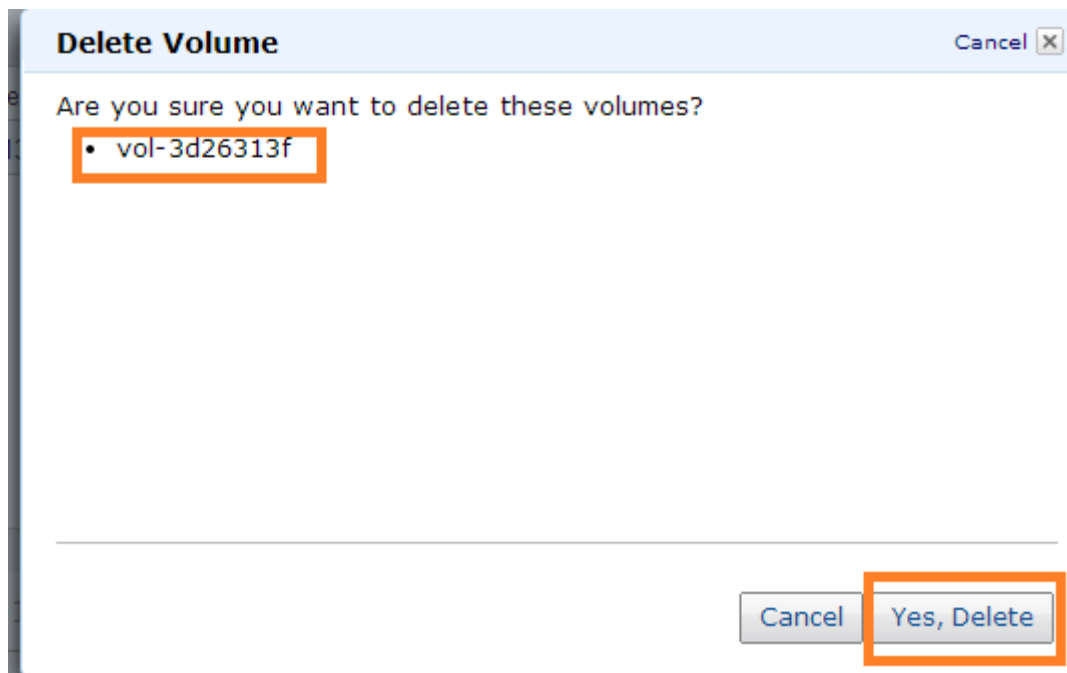 Delete Volume
Cancel
Are you sure you want to delete these volumes?
• vol-3d26313f
Cancel
Yes, Delete